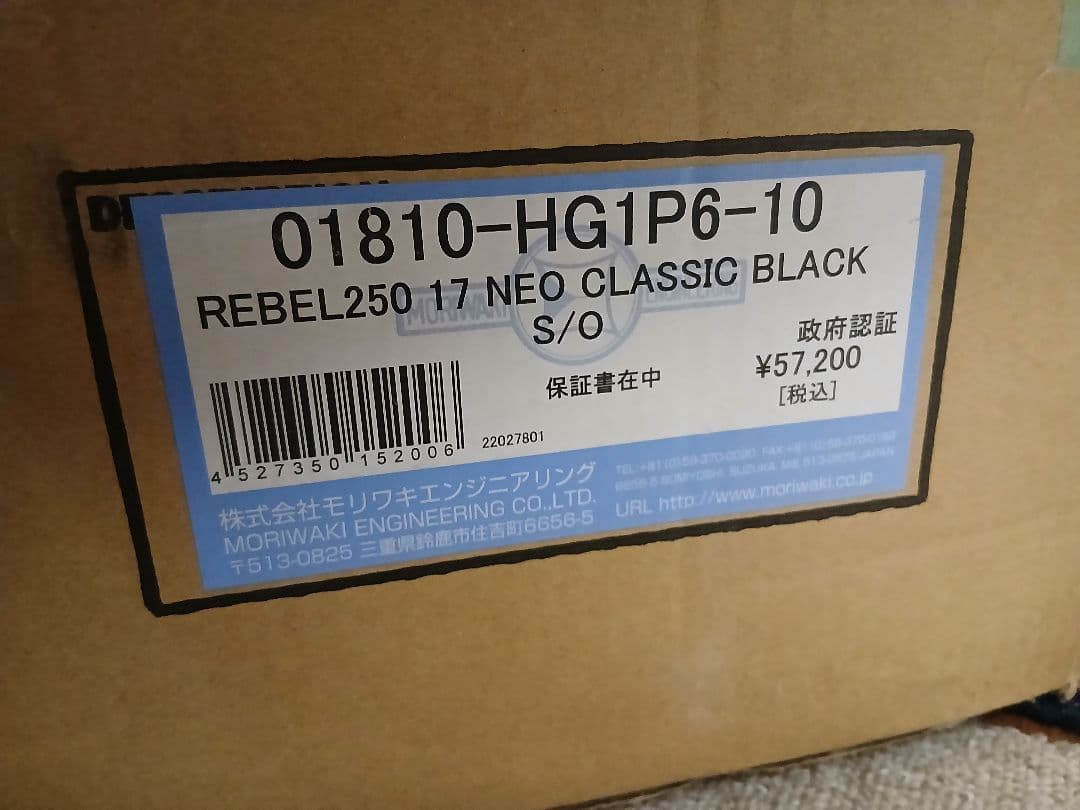 01810-HG1P6-10
REBEL250 17 NEO CLASSIC BLACK
S/O
MORIWAKI
政府認証
¥57,200
[税込]
保証書在中
4527350152006
22027801
株式会社モリワキエンジニアリング
MORIWAKI ENGINEERING CO.,LTD.
〒513-0825 三重県鈴鹿市住吉町6656-5
URL http://www.moriwaki.co.jp